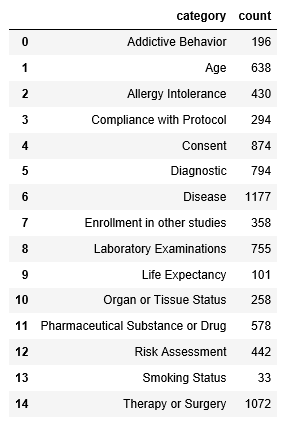 category count
0 Addictive Behavior 196
1 Age 638
2 Allergy Intolerance 430
3 Compliance with Protocol 294
4 Consent 874
5 Diagnostic 794
6 Disease 1177
7 Enrollment in other studies 358
8 Laboratory Examinations 755
9 Life Expectancy 101
10 Organ or Tissue Status 258
11 Pharmaceutical Substance or Drug 578
12 Risk Assessment 442
13 Smoking Status 33
14 Therapy or Surgery 1072